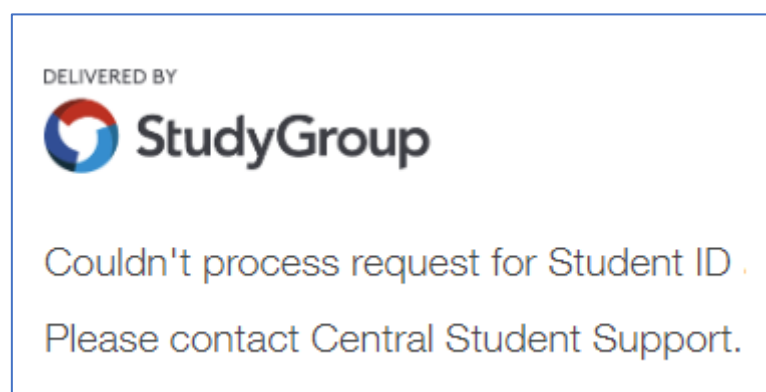 DELIVERED BY
StudyGroup
Couldn't process request for Student ID
Please contact Central Student Support.